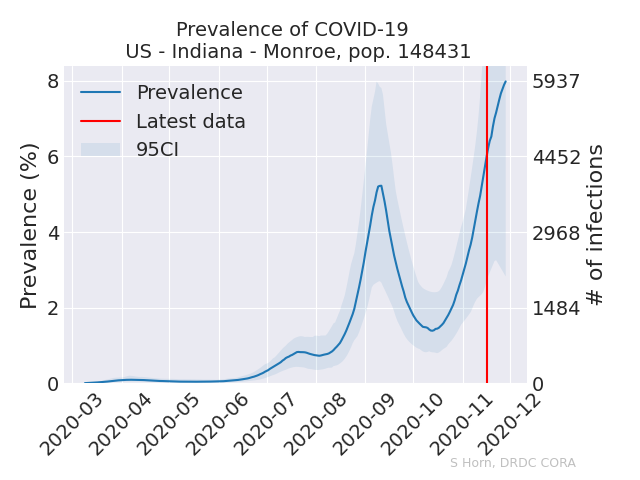 Prevalence of COVID-19
US - Indiana - Monroe, pop. 148431
Prevalence
Latest data
95CI
Prevalence (%)
8
6
4
2
0
5937
4452
2968
1484
0
# of infections
2020-03
2020-04
2020-05
2020-06
2020-07
2020-08
2020-09
2020-10
2020-11
2020-12
S Horn, DRDC CORA